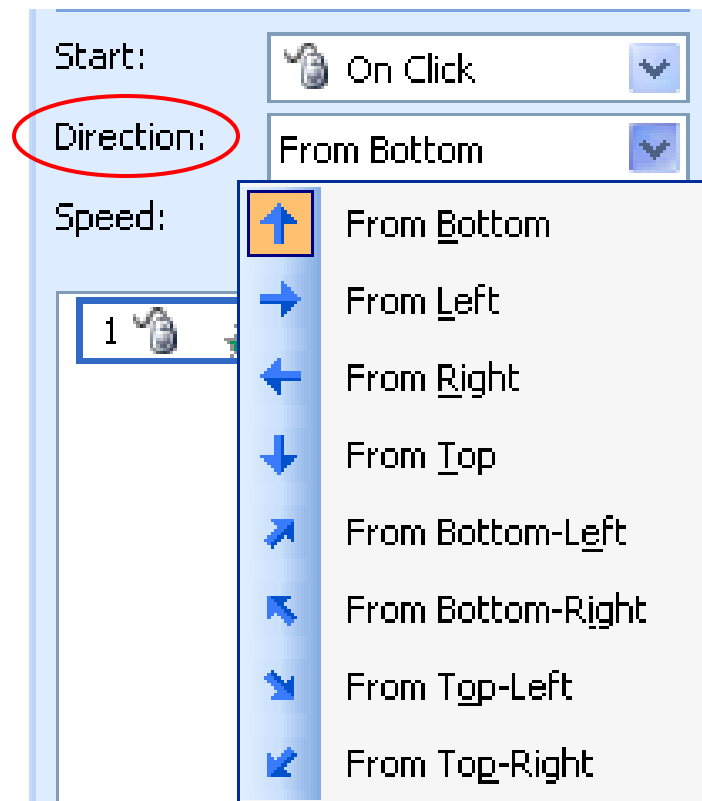 Start:
On Click
Direction:
From Bottom
Speed:
From Bottom
From Left
1
From Right
From Top
From Bottom-Left
From Bottom-Right
From Top-Left
From Top-Right